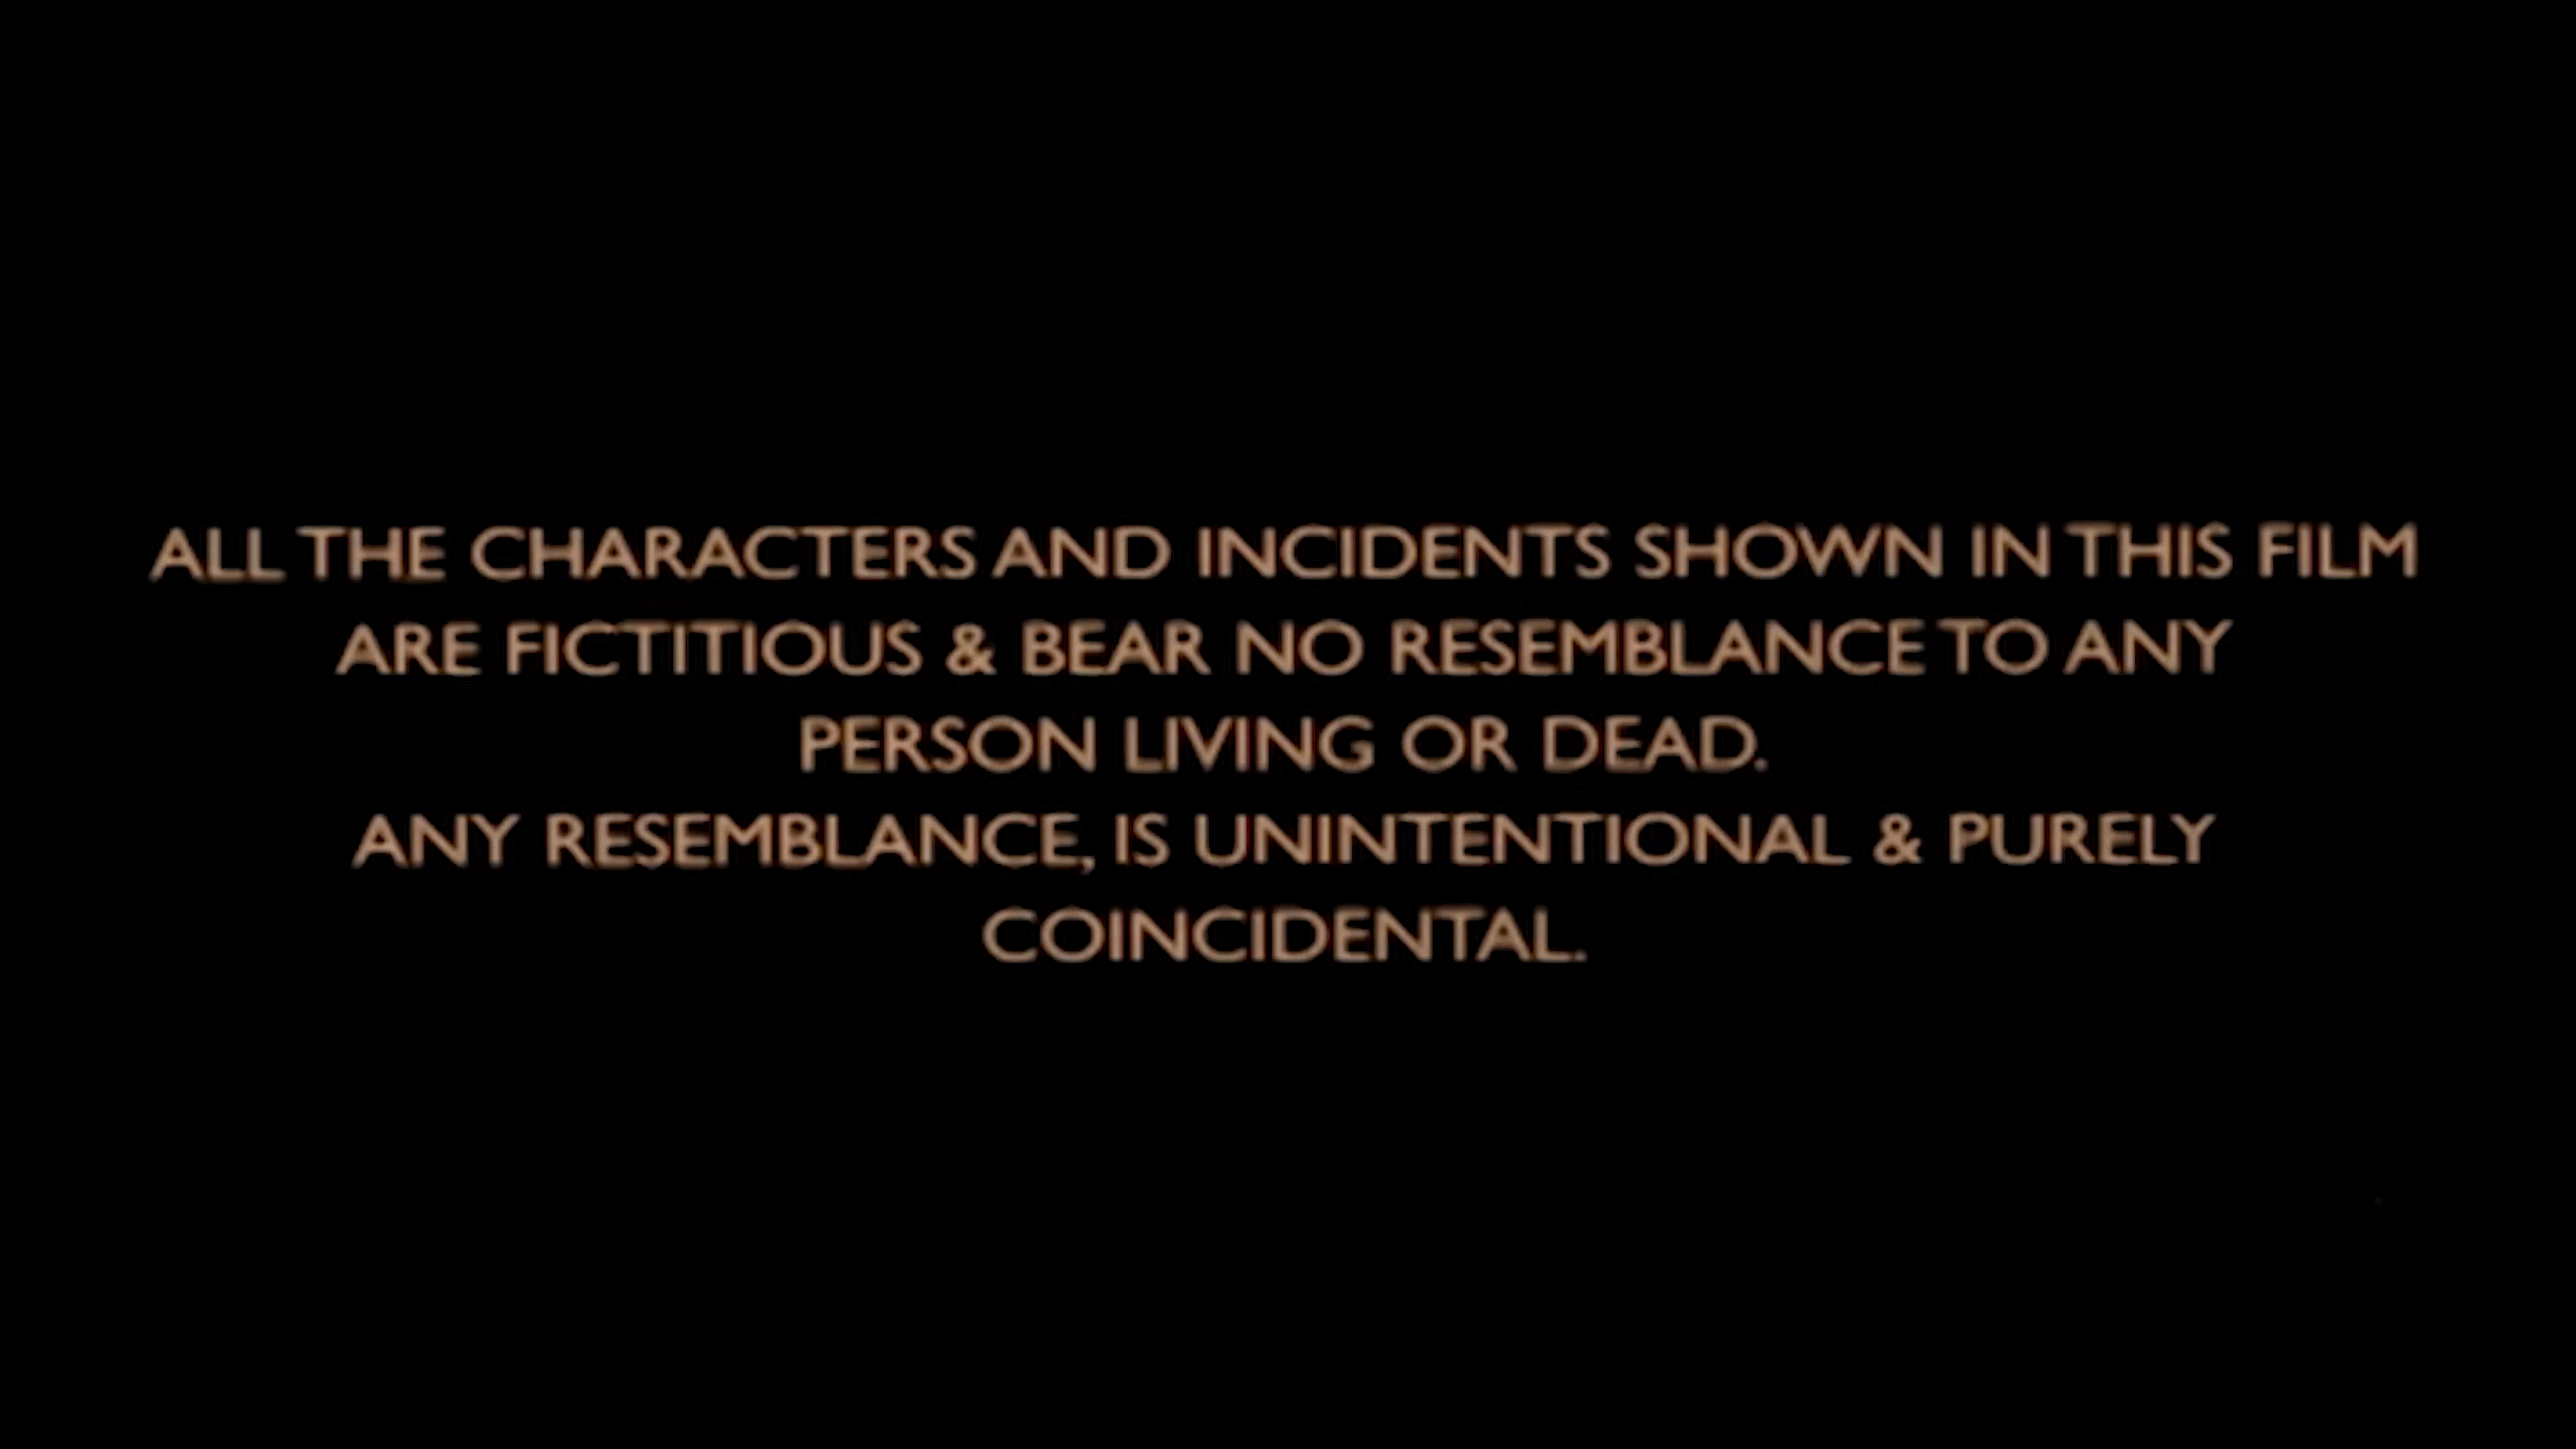 ALL THE CHARACTERS AND INCIDENTS SHOWN IN THIS FILM
ARE FICTITIOUS & BEAR NO RESEMBLANCE TO ANY
PERSON LIVING OR DEAD.
ANY RESEMBLANCE, IS UNINTENTIONAL & PURELY
COINCIDENTAL.